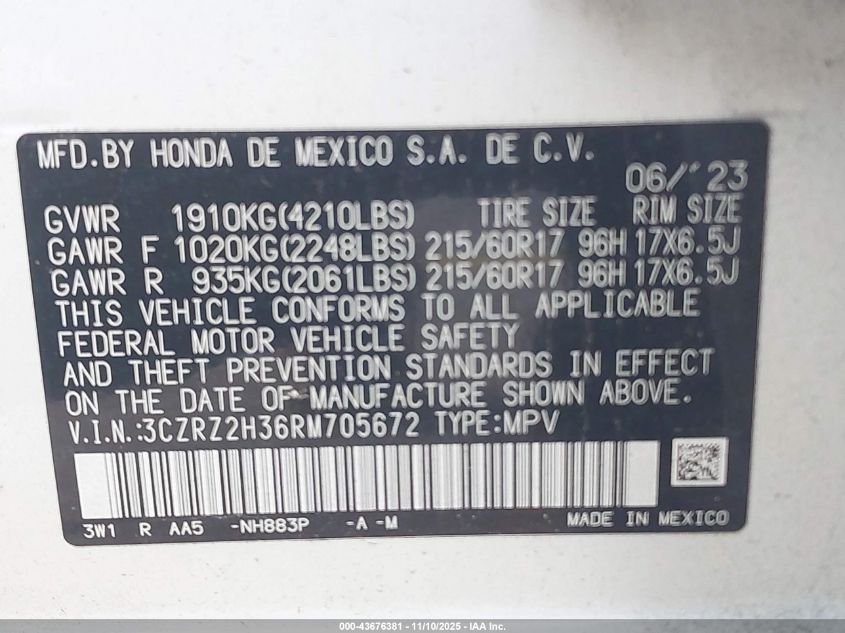 MFD.BY HONDA DE MEXICO S.A. DE C.V.
06/'23
GVWR 1910KG(4210LBS) TIRE SIZE RIM SIZE
GAWR F 1020KG(2248LBS) 215/60R17 96H 17X6.5J
GAWR R 935KG(2061LBS) 215/60R17 96H 17X6.5J
THIS VEHICLE CONFORMS TO ALL APPLICABLE
FEDERAL MOTOR VEHICLE SAFETY
AND THEFT PREVENTION STANDARDS IN EFFECT
ON THE DATE OF MANUFACTURE SHOWN ABOVE.
V.I.N.:3CZRZ2H36RM705672 TYPE:MPV
3W1 R AA5 -NH883P -A -M MADE IN MEXICO
000-43676381 - 11/10/2025 - IAA Inc.